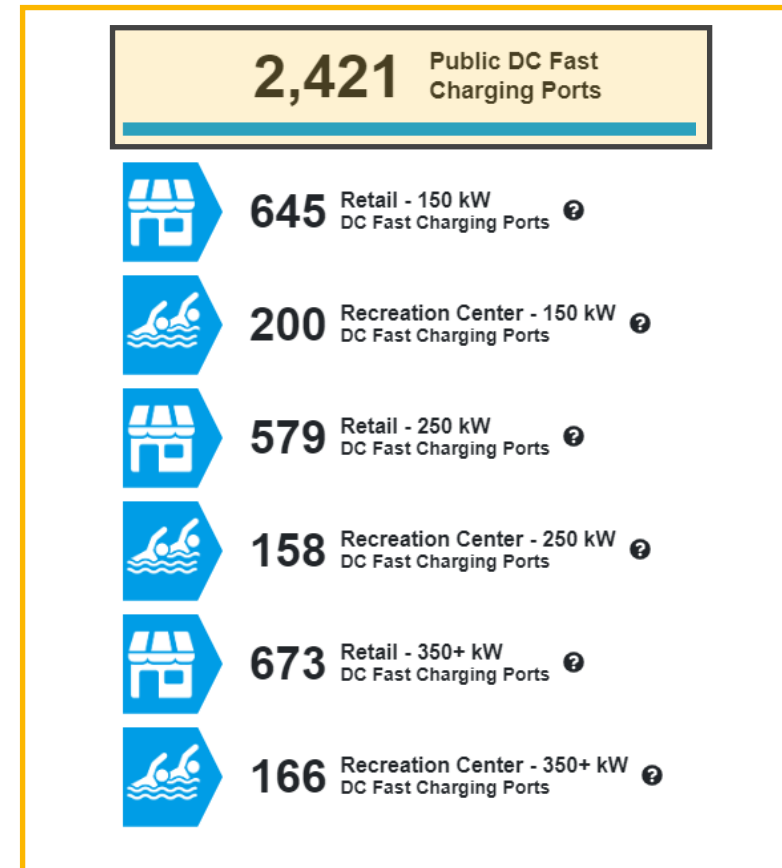 2,421 Public DC Fast
Charging Ports
645 Retail - 150 kW
DC Fast Charging Ports ?
200 Recreation Center - 150 kW
DC Fast Charging Ports ?
579 Retail - 250 kW
DC Fast Charging Ports ?
158 Recreation Center - 250 kW
DC Fast Charging Ports ?
673 Retail - 350+ kW
DC Fast Charging Ports ?
166 Recreation Center - 350+ kW
DC Fast Charging Ports ?